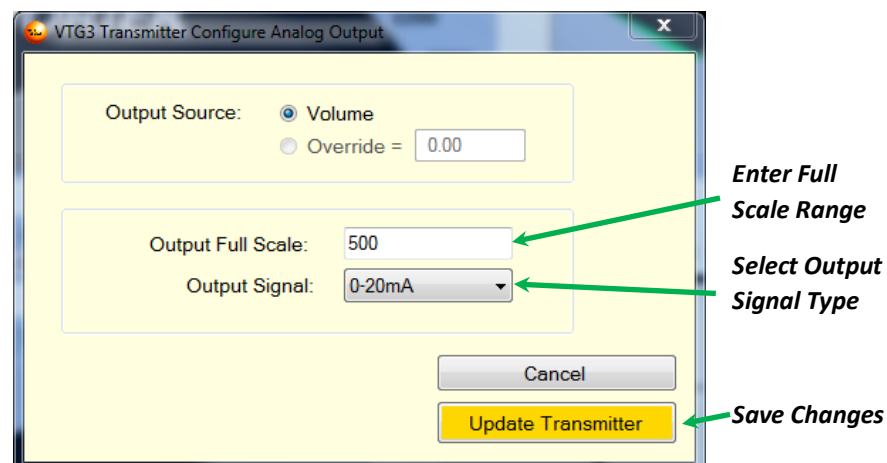 VTG3 Transmitter Configure Analog Output
x
Output Source:
Volume
Override =
0.00
Enter Full
Scale Range
Output Full Scale:
500
Select Output
Signal Type
Output Signal:
0-20mA
Cancel
Update Transmitter
Save Changes